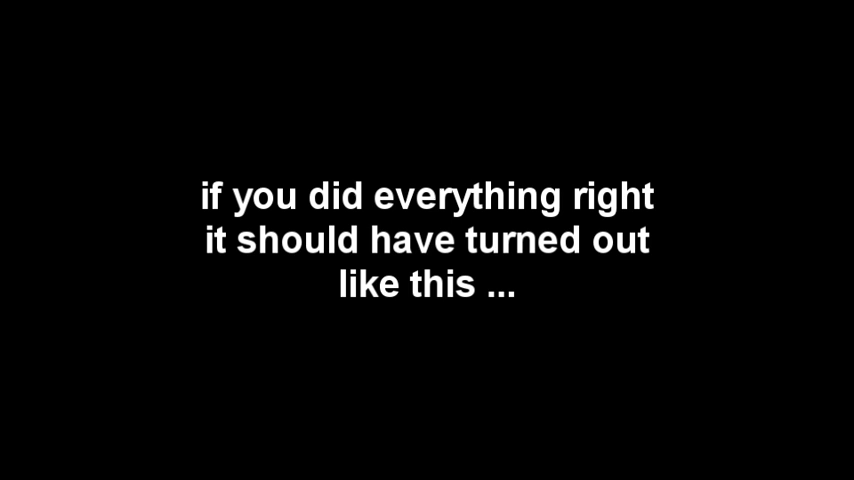 if you did everything right
it should have turned out
like this ...